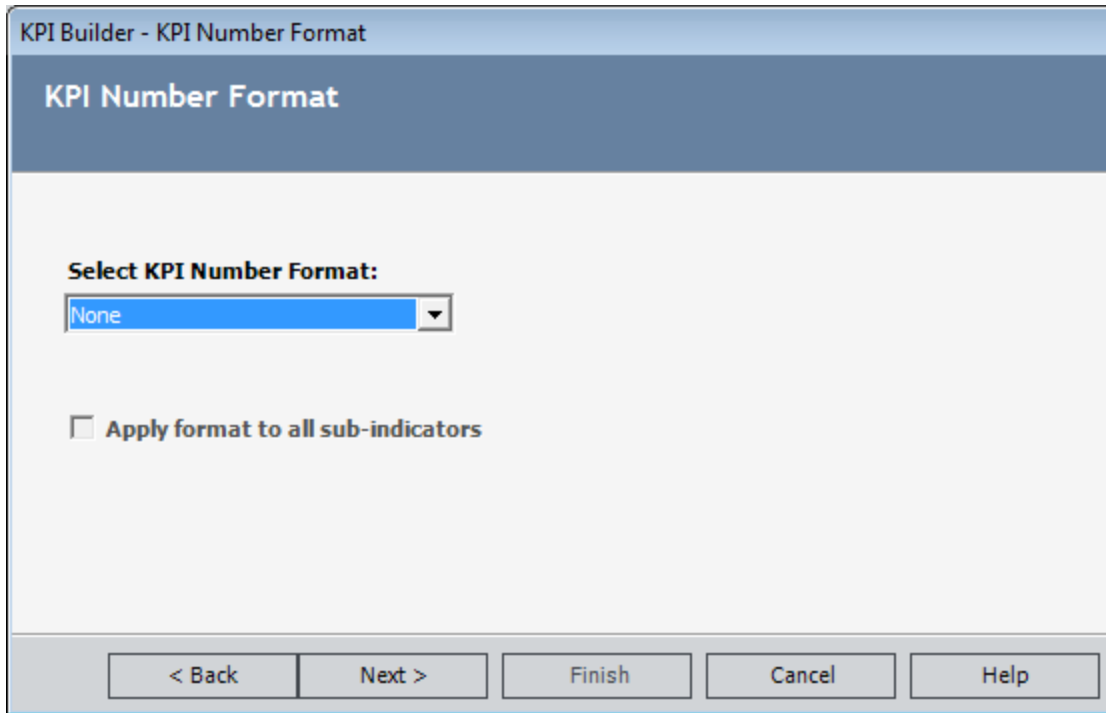 KPI Builder - KPI Number Format
KPI Number Format
Select KPI Number Format:
None
Apply format to all sub-indicators
< Back Next > Finish Cancel Help